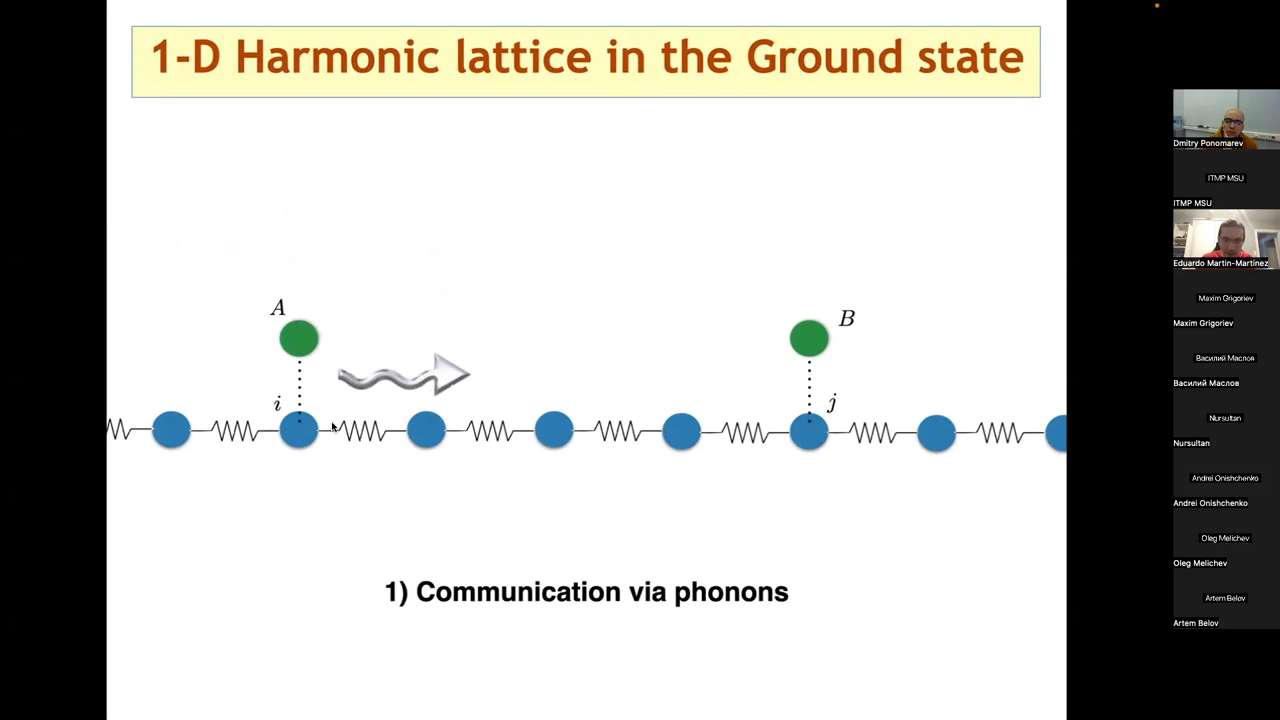 1-D Harmonic lattice in the Ground state
A
B
i
j
1) Communication via phonons
Dmitry Ponomarev
ITMP MSU
ITMP MSU
Eduardo Martin-Martinez
Maxim Grigoriev
Maxim Grigoriev
Василий Маслов
Василий Маслов
Nursultan
Nursultan
Andrei Onishchenko
Andrei Onishchenko
Oleg Melichev
Oleg Melichev
Artem Belov
Artem Belov